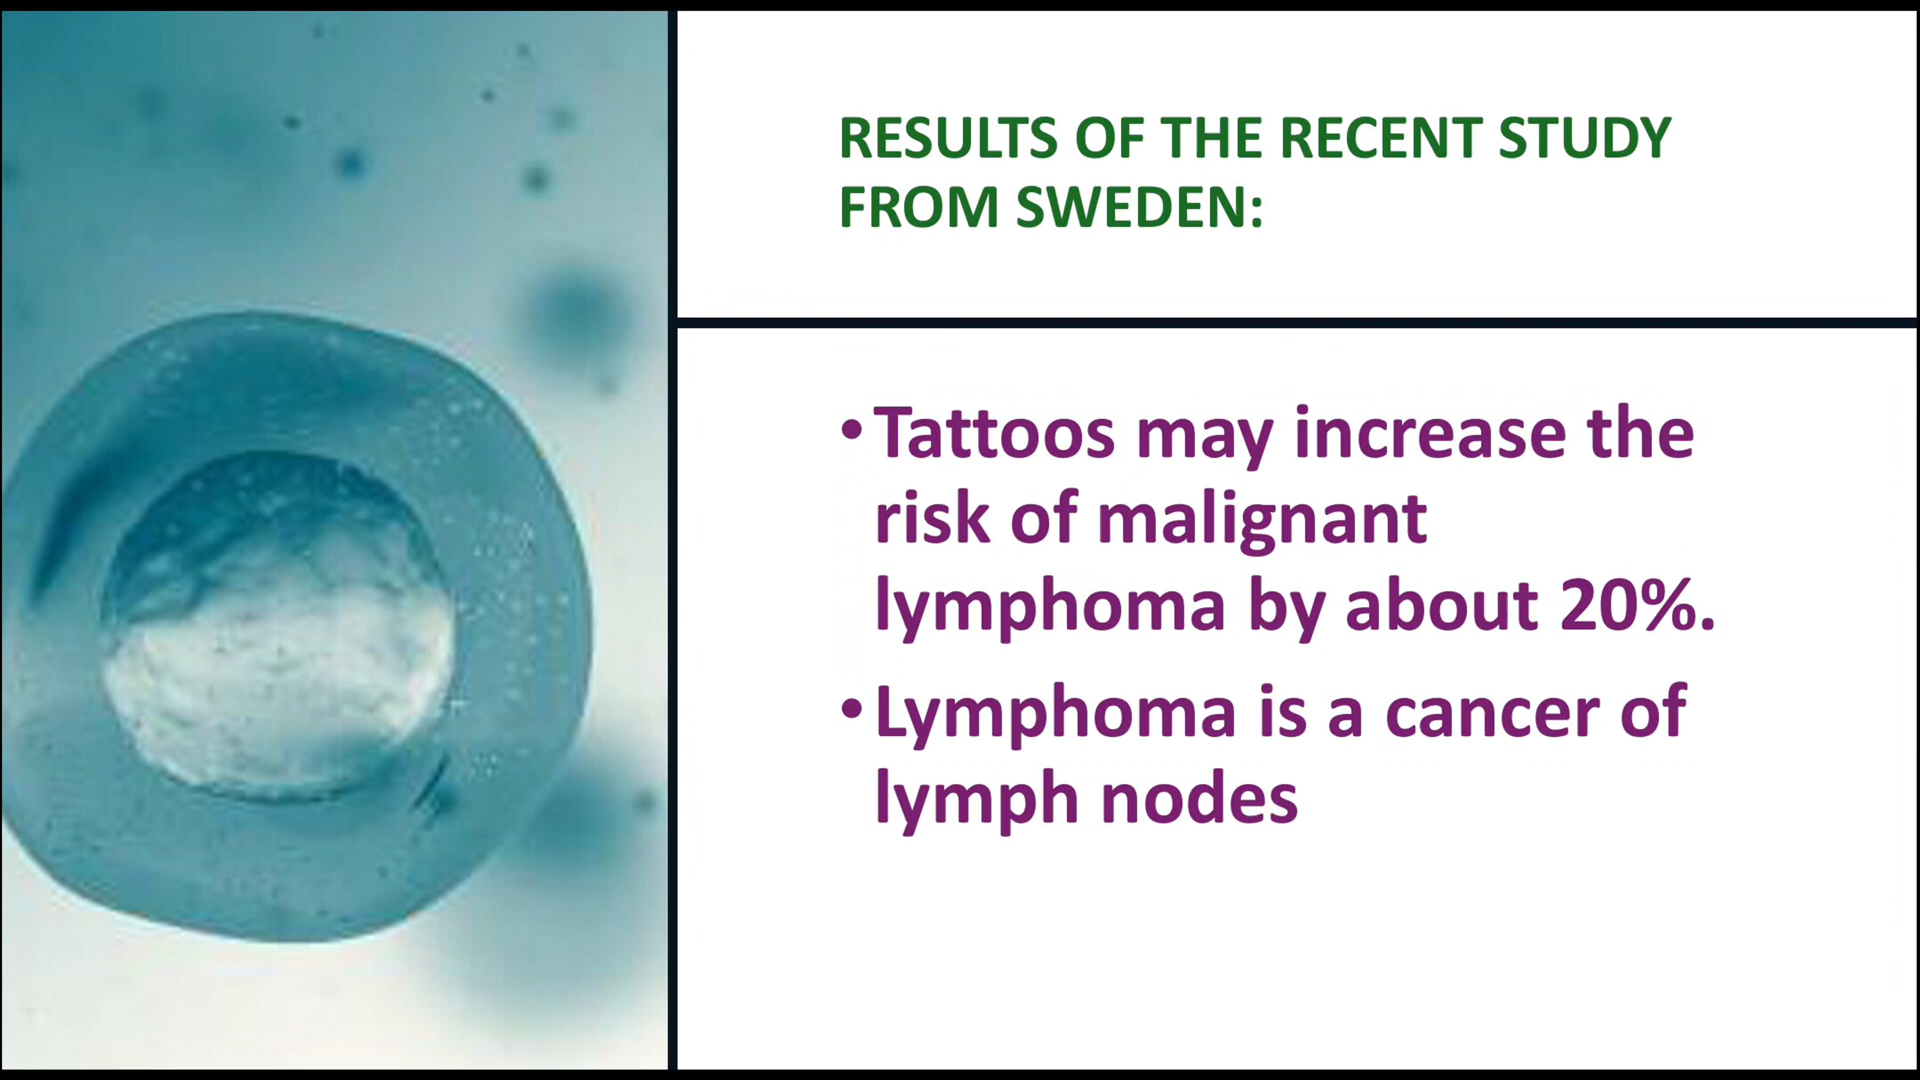 RESULTS OF THE RECENT STUDY
FROM SWEDEN:
•Tattoos may increase the
risk of malignant
lymphoma by about 20%.
•Lymphoma is a cancer of
lymph nodes